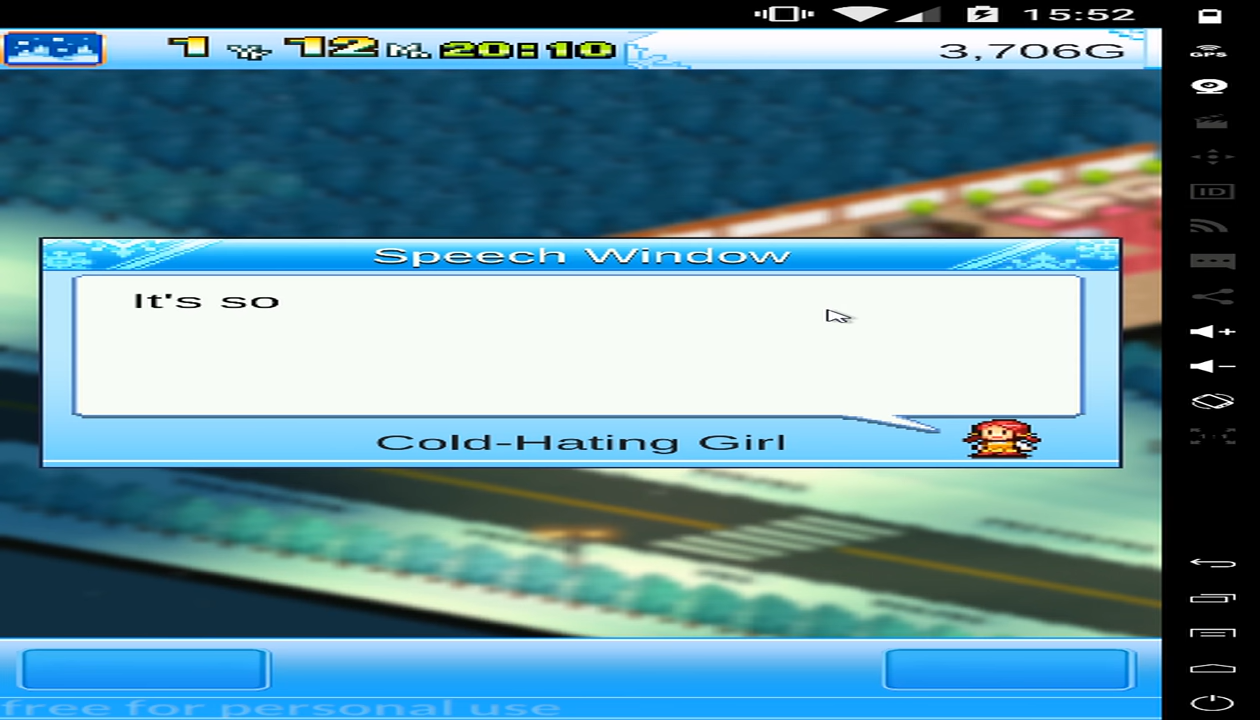 15:52
1 Yr 12 M. 20:10
3,706G
GPS
Speech Window
It's so
ID
Cold-Hating Girl
free for personal use